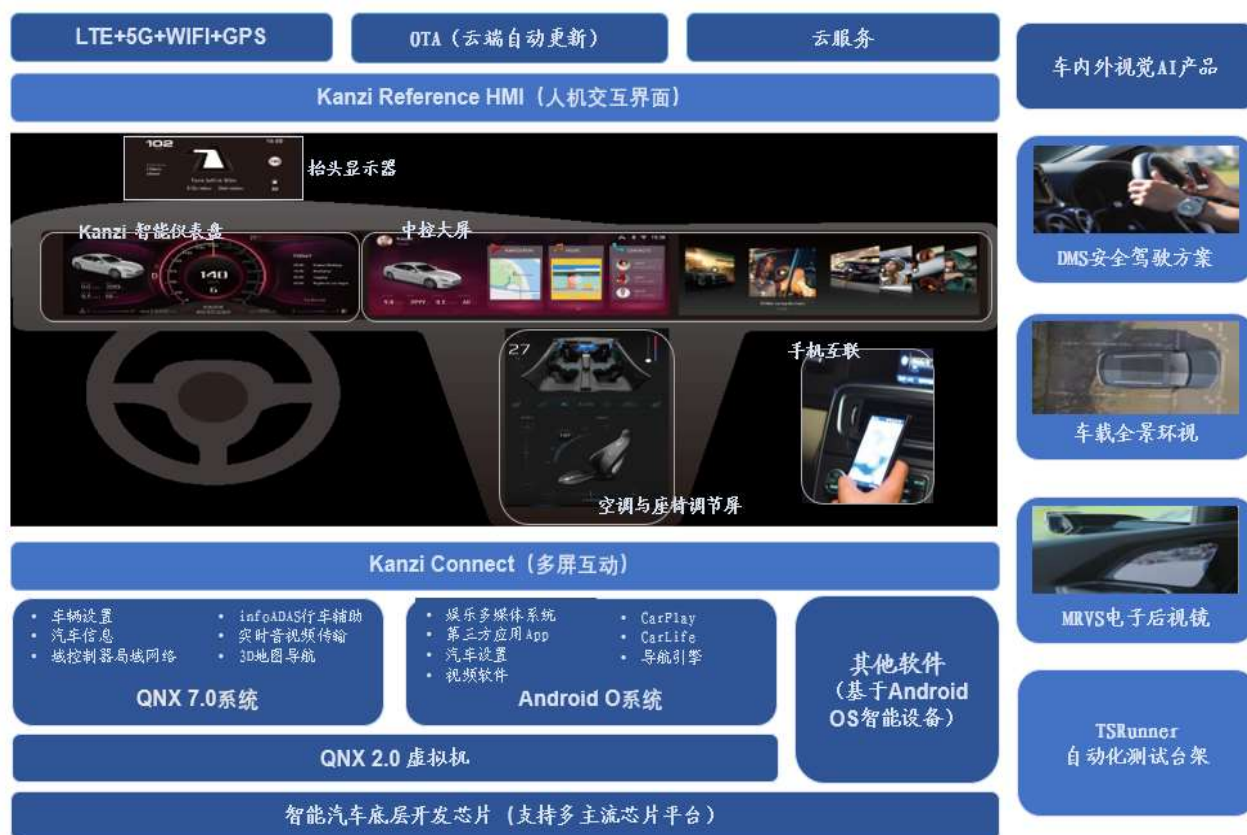 LTE+5G+WIFI+GPS
OTA（云端自动更新）
云服务
车内外视觉AI产品
Kanzi Reference HMI（人机交互界面）
102
抬头显示器
Kanzi 智能仪表盘
中控大屏
140
6
27
手机互联
空调与座椅调节屏
DMS安全驾驶方案
车载全景环视
MRVS电子后视镜
TSRunner
自动化测试台架
Kanzi Connect（多屏互动）
• 车辆设置
• 汽车信息
• 域控制器局域网络
• infoADAS行车辅助
• 实时音视频传输
• 3D地图导航
QNX 7.0系统
• 娱乐多媒体系统
• 第三方应用App
• 汽车设置
• 视频软件
• CarPlay
• CarLife
• 导航引擎
Android O系统
其他软件
（基于Android
OS智能设备）
QNX 2.0 虚拟机
智能汽车底层开发芯片（支持多主流芯片平台）